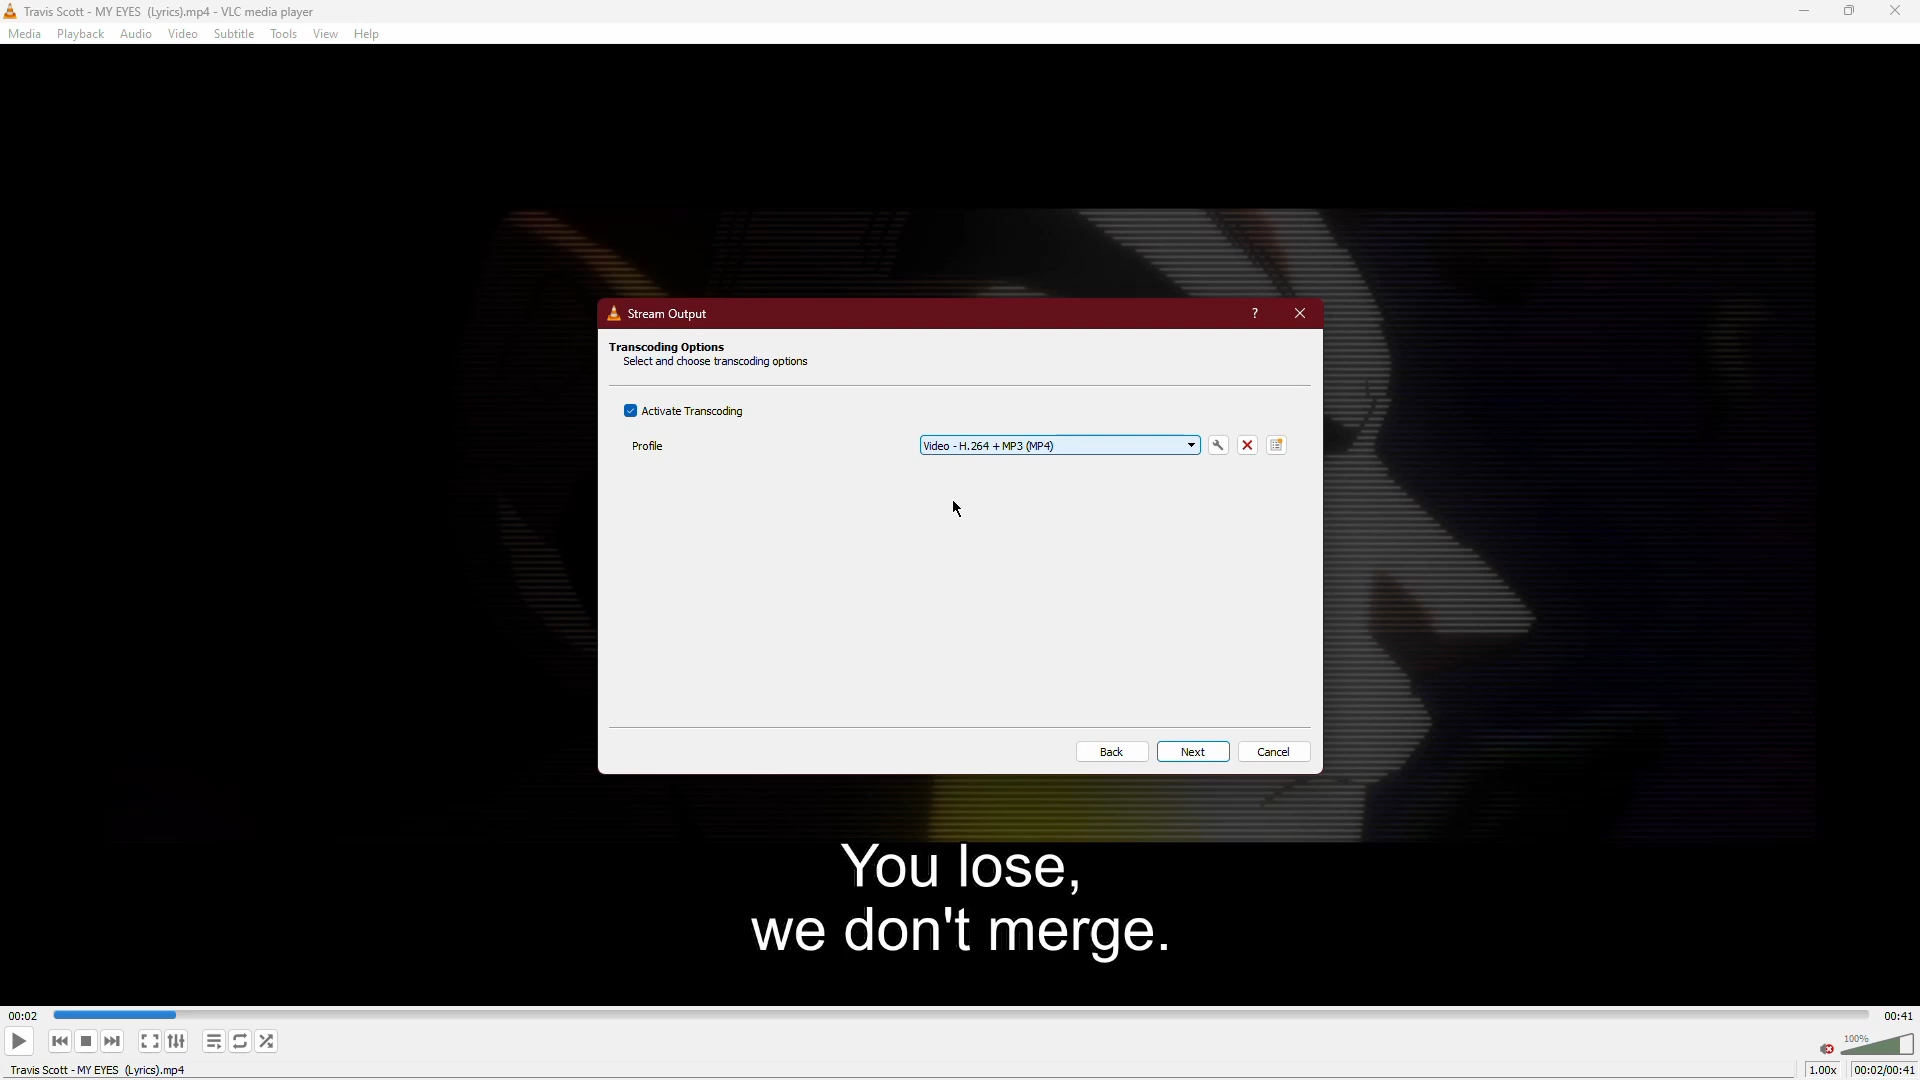 Travis Scott - MY EYES (Lyrics).mp4 - VLC media player
Media Playback Audio Video Subtitle Tools View Help
Stream Output
?
Transcoding Options
Select and choose transcoding options
Activate Transcoding
Profile Video - H.264 + MP3 (MP4)
Back Next Cancel
You lose,
we don't merge.
00:02 00:41
100%
Travis Scott - MY EYES (Lyrics).mp4 1.00x 00:02/00:41